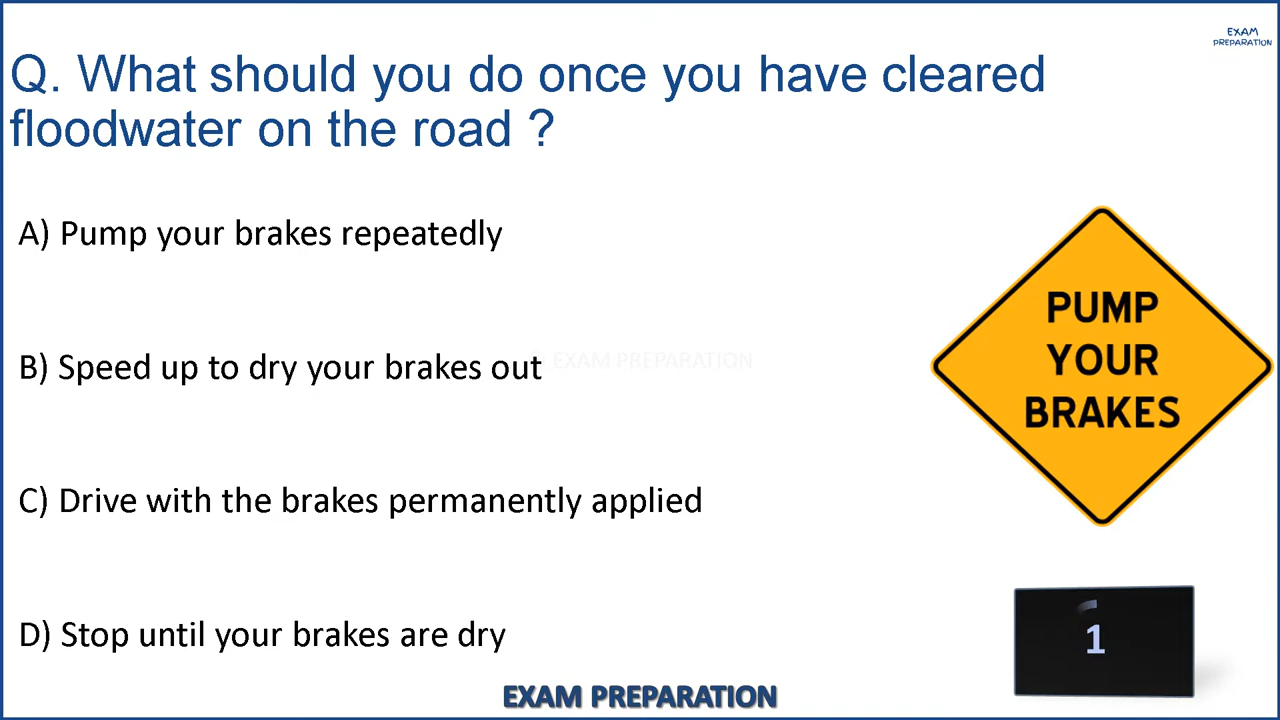 EXAM
PREPARATION
Q. What should you do once you have cleared
floodwater on the road ?
A) Pump your brakes repeatedly
B) Speed up to dry your brakes out
EXAM PREPARATION
C) Drive with the brakes permanently applied
D) Stop until your brakes are dry
PUMP
YOUR
BRAKES
1
EXAM PREPARATION